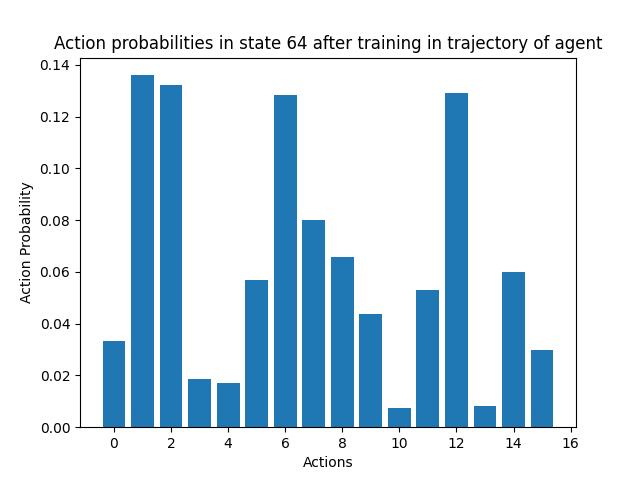 Action probabilities in state 64 after training in trajectory of agent
0.14
0.12
0.10
0.08
0.06
0.04
0.02
0.00
Action Probability
0 2 4 6 8 10 12 14 16
Actions